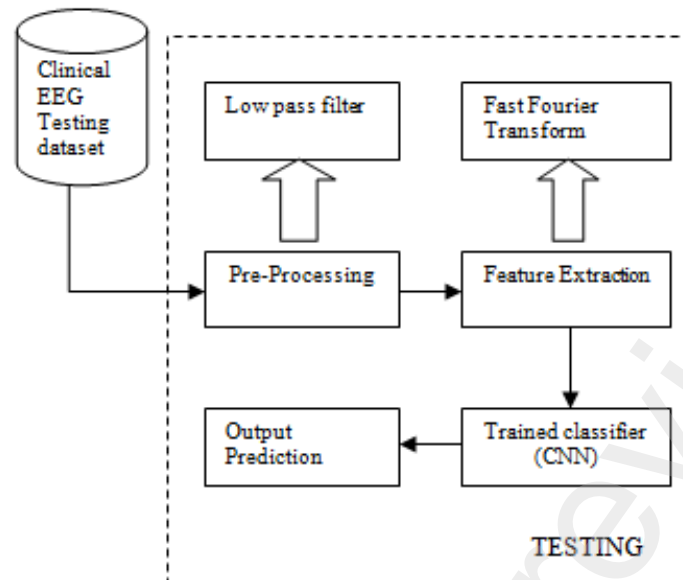 Clinical
EEG
Testing
dataset
Low pass filter
Fast Fourier
Transform
Pre-Processing
Feature Extraction
Output
Prediction
Trained classifier
(CNN)
TESTING